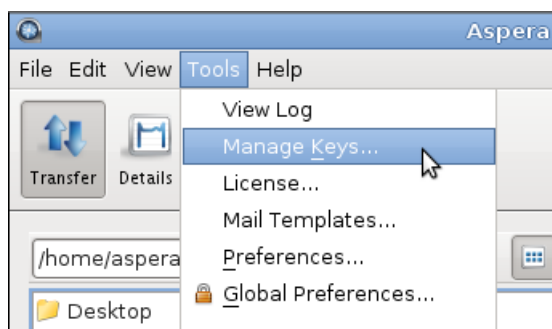 Aspera
File Edit View Tools Help
View Log
Manage Keys...
Transfer Details
License...
Mail Templates...
/home/aspera
Preferences...
Global Preferences...
Desktop